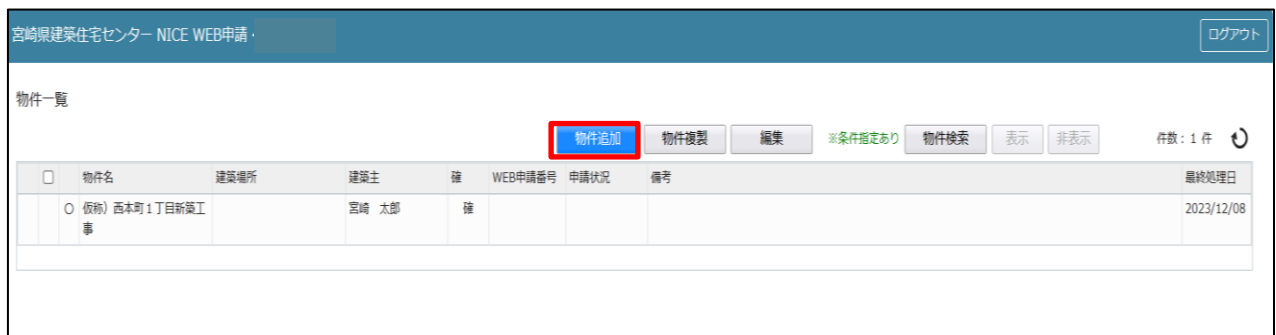 宮崎県建築住宅センター NICE WEB申請・
ログアウト
物件一覧
物件追加 物件複製 編集 ※条件指定あり 物件検索 表示 非表示 件数：1 件
物件名 建築場所 建築主 確 WEB申請番号 申請状況 備考 最終処理日
仮称）西本町１丁目新築工 宮崎　太郎 確 2023/12/08
事